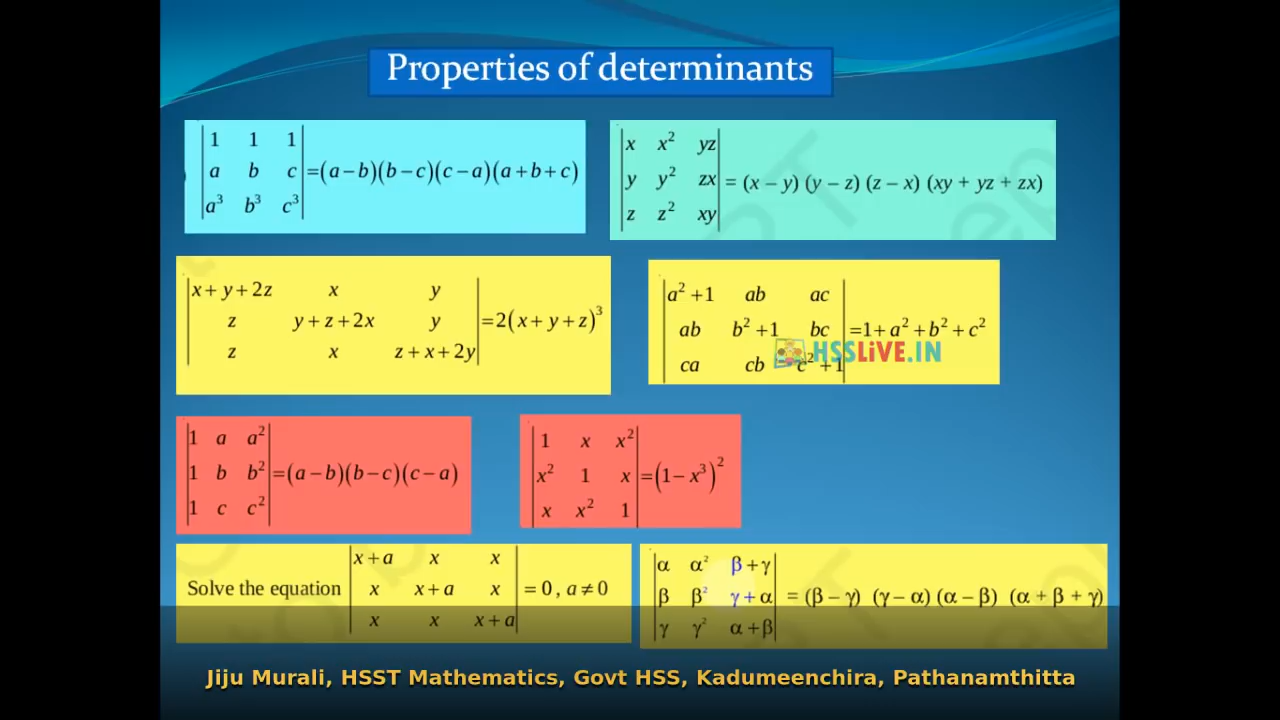 Properties of determinants
| 1 1 1 |
| a b c | =(a−b)(b−c)(c−a)(a+b+c)
| a³ b³ c³ |
| x x² yz |
| y y² zx | = (x − y) (y − z) (z − x) (xy + yz + zx)
| z z² xy |
| x+y+2z x y |
| z y+z+2x y | =2(x+y+z)³
| z x z+x+2y |
| a²+1 ab ac |
| ab b²+1 bc | =1+a²+b²+c²
| ca cb c²+1 |
HSSLiVE.IN
| 1 a a² |
| 1 b b² | =(a−b)(b−c)(c−a)
| 1 c c² |
| 1 x x² |
| x² 1 x | =(1−x³)²
| x x² 1 |
| x+a x x |
Solve the equation | x x+a x | =0, a≠0
| x x x+a |
| α α² β+γ |
| β β² γ+α | = (β − γ) (γ − α) (α − β) (α + β + γ)
| γ γ² α+β |
Jiju Murali, HSST Mathematics, Govt HSS, Kadumeenchira, Pathanamthitta